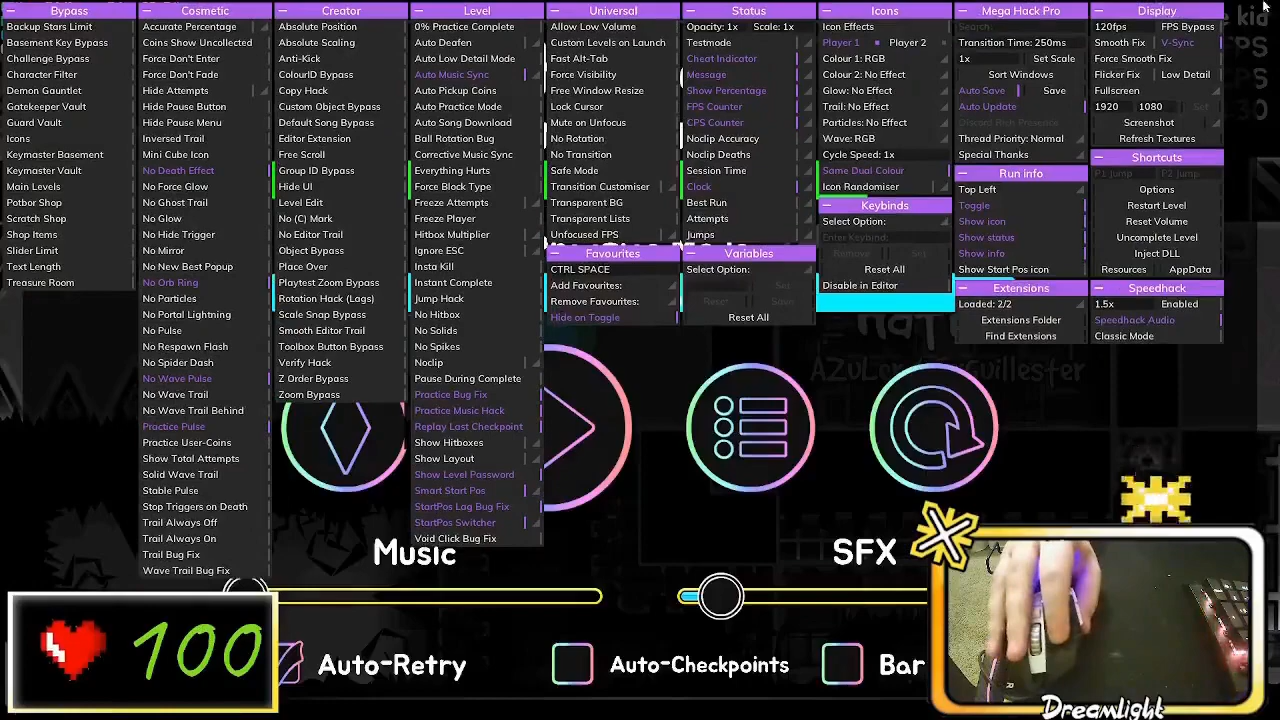 Bypass
Backup Stars Limit
Basement Key Bypass
Challenge Bypass
Character Filter
Demon Gauntlet
Gatekeeper Vault
Guard Vault
Icons
Keymaster Basement
Keymaster Vault
Main Levels
Potbor Shop
Scratch Shop
Shop Items
Slider Limit
Text Length
Treasure Room
Cosmetic
Accurate Percentage
Coins Show Uncollected
Force Don't Enter
Force Don't Fade
Hide Attempts
Hide Pause Button
Hide Pause Menu
Inversed Trail
Mini Cube Icon
No Death Effect
No Force Glow
No Ghost Trail
No Glow
No Hide Trigger
No Mirror
No New Best Popup
No Orb Ring
No Particles
No Portal Lightning
No Pulse
No Respawn Flash
No Spider Dash
No Wave Pulse
No Wave Trail
No Wave Trail Behind
Practice Pulse
Practice User-Coins
Show Total Attempts
Solid Wave Trail
Stable Pulse
Stop Triggers on Death
Trail Always Off
Trail Always On
Trail Bug Fix
Wave Trail Bug Fix
Creator
Absolute Position
Absolute Scaling
Anti-Kick
ColourID Bypass
Copy Hack
Custom Object Bypass
Default Song Bypass
Editor Extension
Free Scroll
Group ID Bypass
Hide UI
Level Edit
No (C) Mark
No Editor Trail
Object Bypass
Place Over
Playtest Zoom Bypass
Rotation Hack (Lags)
Scale Snap Bypass
Smooth Editor Trail
Toolbox Button Bypass
Verify Hack
Z Order Bypass
Zoom Bypass
Level
0% Practice Complete
Auto Deafen
Auto Low Detail Mode
Auto Music Sync
Auto Pickup Coins
Auto Practice Mode
Auto Song Download
Ball Rotation Bug
Corrective Music Sync
Everything Hurts
Force Block Type
Freeze Attempts
Freeze Player
Hitbox Multiplier
Ignore ESC
Insta Kill
Instant Complete
Jump Hack
No Hitbox
No Solids
No Spikes
Noclip
Pause During Complete
Practice Bug Fix
Practice Music Hack
Replay Last Checkpoint
Show Hitboxes
Show Layout
Show Level Password
Smart Start Pos
StartPos Lag Bug Fix
StartPos Switcher
Void Click Bug Fix
Universal
Allow Low Volume
Custom Levels on Launch
Fast Alt-Tab
Force Visibility
Free Window Resize
Lock Cursor
Mute on Unfocus
No Rotation
No Transition
Safe Mode
Transition Customiser
Transparent BG
Transparent Lists
Unfocused FPS
Favourites
CTRL SPACE
Add Favourites:
Remove Favourites:
Hide on Toggle
Status
Opacity: 1x Scale: 1x
Testmode
Cheat Indicator
Message
Show Percentage
FPS Counter
CPS Counter
Noclip Accuracy
Noclip Deaths
Session Time
Clock
Best Run
Attempts
Jumps
Variables
Select Option:
Set
Reset Save
Reset All
Icons
Icon Effects
Player 1 Player 2
Colour 1: RGB
Colour 2: No Effect
Glow: No Effect
Trail: No Effect
Particles: No Effect
Wave: RGB
Cycle Speed: 1x
Same Dual Colour
Icon Randomiser
Keybinds
Select Option:
Enter Keybind:
Remove Set
Reset All
Disable in Editor
Mega Hack Pro
Search:
Transition Time: 250ms
1x Set Scale
Sort Windows
Auto Save Save
Auto Update
Discord Rich Presence
Thread Priority: Normal
Special Thanks
Run info
Top Left
Toggle
Show icon
Show status
Show info
Show Start Pos icon
Extensions
Loaded: 2/2
Extensions Folder
Find Extensions
Display
120fps FPS Bypass
Smooth Fix V-Sync
Force Smooth Fix
Flicker Fix Low Detail
Fullscreen
1920 1080 Set
Screenshot
Refresh Textures
Shortcuts
P1 Jump P2 Jump
Options
Restart Level
Reset Volume
Uncomplete Level
Inject DLL
Resources AppData
Speedhack
1.5x Enabled
Speedhack Audio
Classic Mode
Music SFX
100
Auto-Retry Auto-Checkpoints Bar
Dreamlight